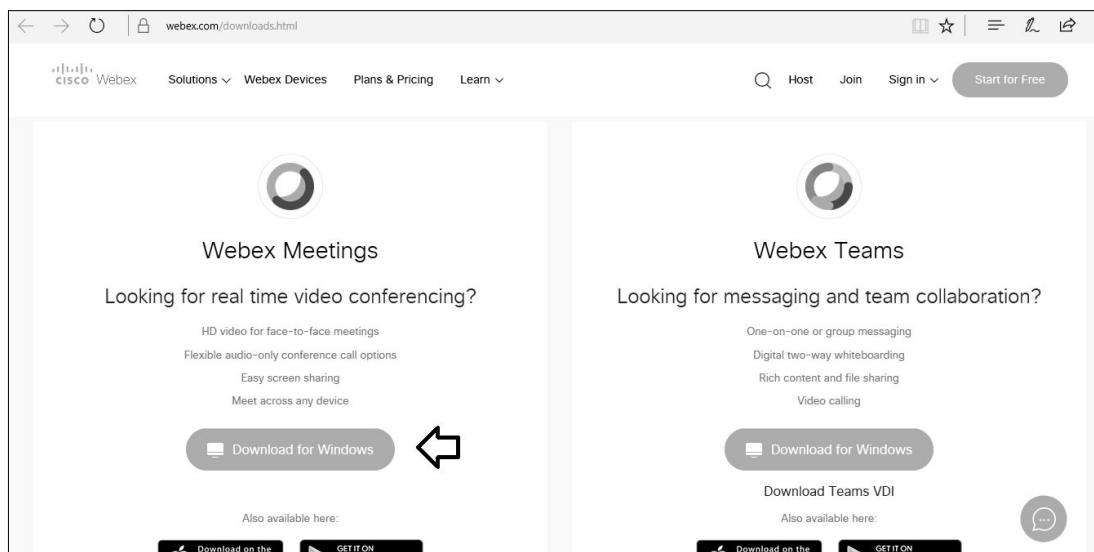 webex.com/downloads.html
CISCO Webex Solutions Webex Devices Plans & Pricing Learn Host Join Sign in Start for Free
Webex Meetings
Looking for real time video conferencing?
HD video for face-to-face meetings
Flexible audio-only conference call options
Easy screen sharing
Meet across any device
Download for Windows
Also available here:
Download on the
GET IT ON
Webex Teams
Looking for messaging and team collaboration?
One-on-one or group messaging
Digital two-way whiteboarding
Rich content and file sharing
Video calling
Download for Windows
Download Teams VDI
Also available here:
Download on the
GET IT ON